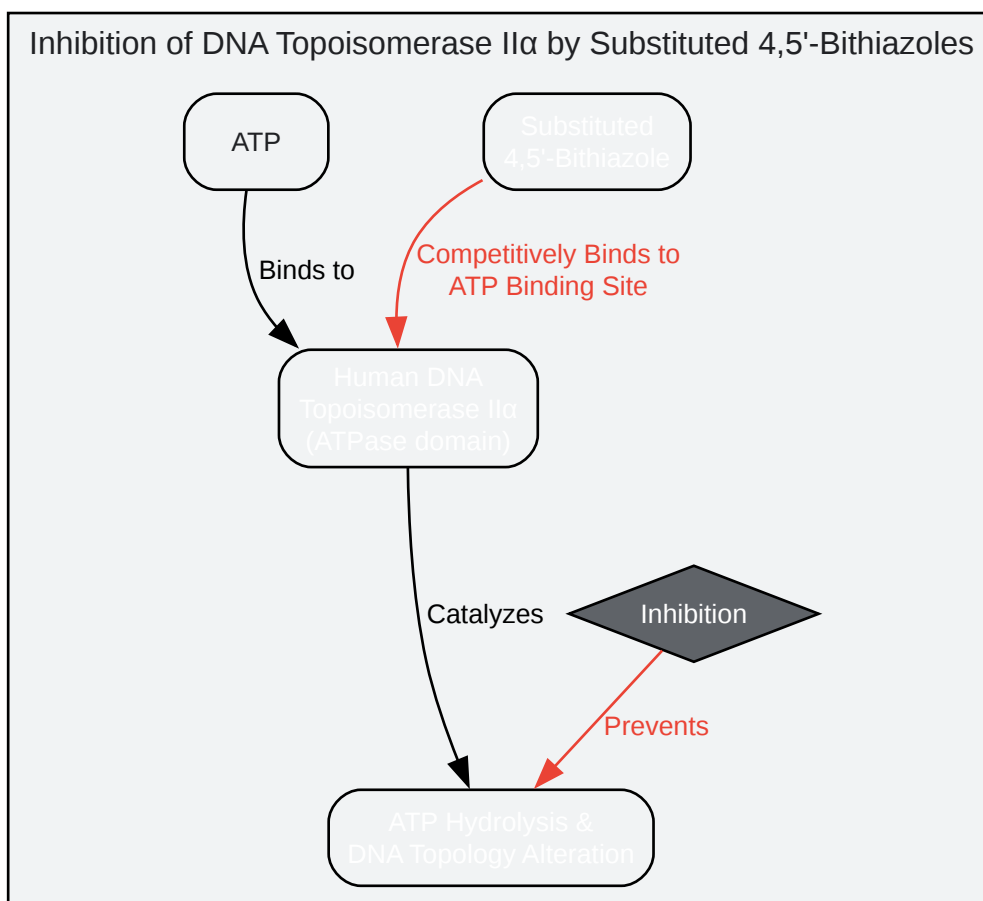 Inhibition of DNA Topoisomerase IIα by Substituted 4,5'-Bithiazoles
ATP
Substituted
4,5'-Bithiazole
Binds to
Competitively Binds to
ATP Binding Site
Human DNA
Topoisomerase IIα
(ATPase domain)
Catalyzes
Inhibition
Prevents
ATP Hydrolysis &
DNA Topology Alteration